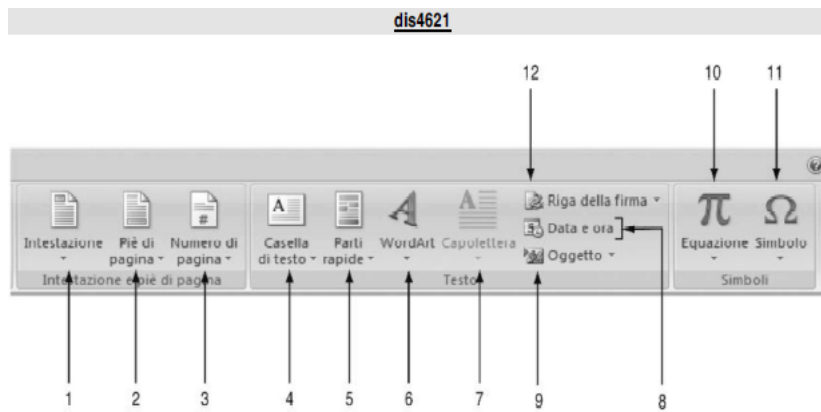 dis4621
12 10 11
Riga della firma
Data e ora
Oggetto
Intestazione Piè di pagina Numero di pagina Casella di testo Parti rapide WordArt Capolettera Equazione Simbolo
Intestazione e piè di pagina Testo Simboli
1 2 3 4 5 6 7 9 8